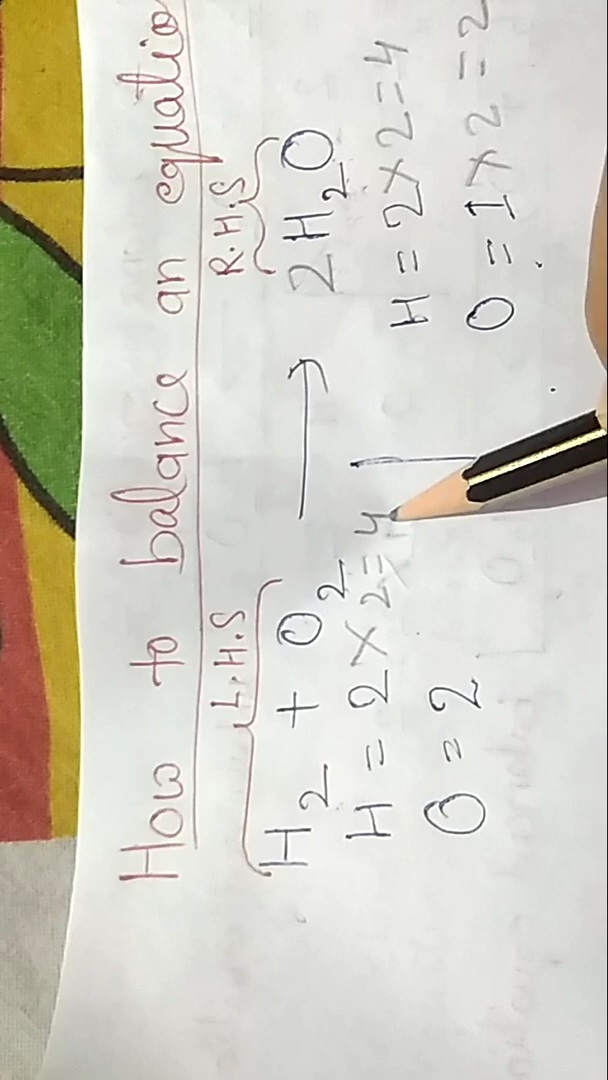 How to balance an equatio
L.H.S R.H.S
H2 + O2 ⟶ 2H2O
H = 2×2=4 H = 2×2=4
O = 2 O = 1×2=2